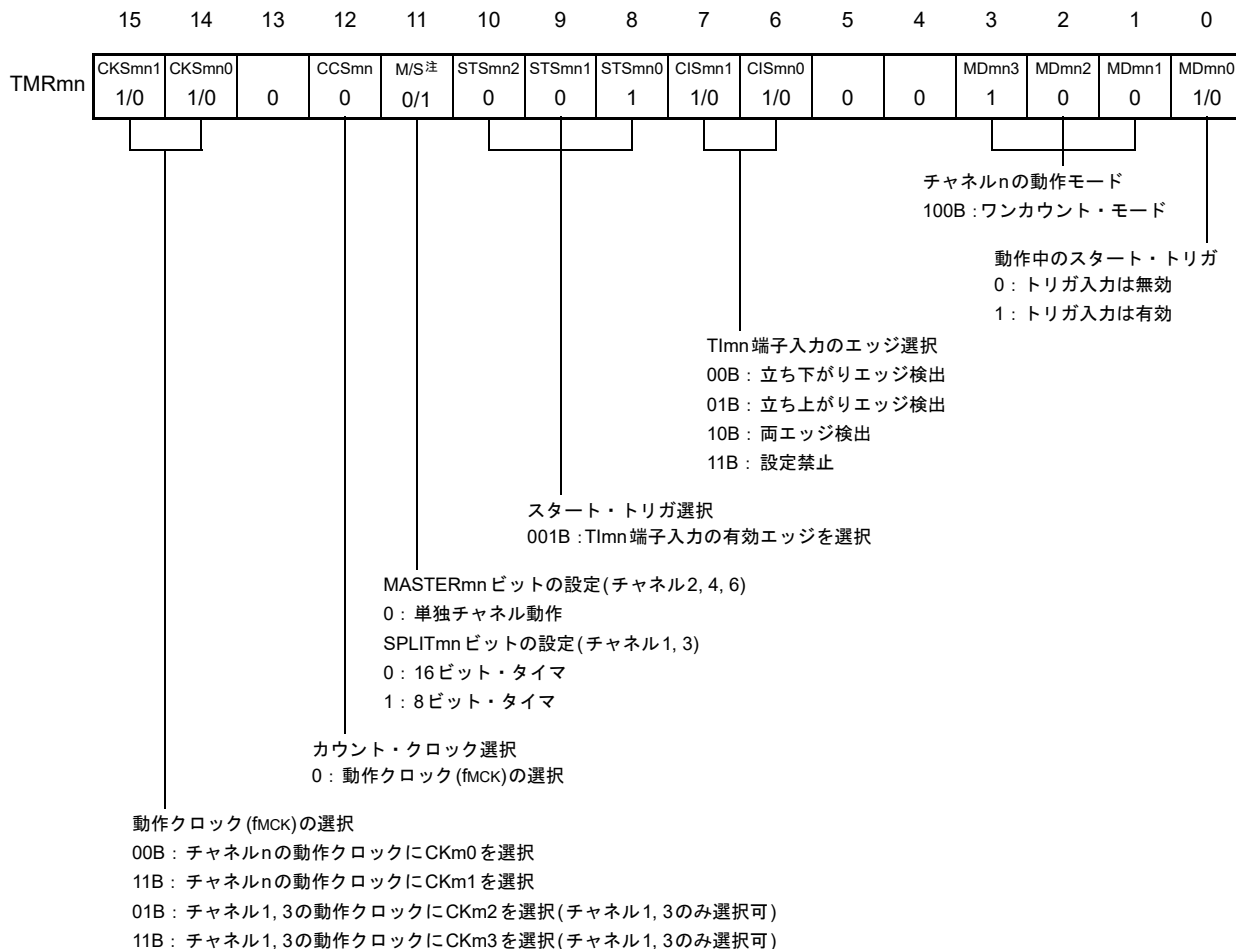 15 14 13 12 11 10 9 8 7 6 5 4 3 2 1 0
TMRmn CKSmn1 CKSmn0 CCSmn M/S注 STSmn2 STSmn1 STSmn0 CISmn1 CISmn0 MDmn3 MDmn2 MDmn1 MDmn0
1/0 1/0 0 0 0/1 0 0 1 1/0 1/0 0 0 1 0 0 1/0
チャネルnの動作モード
100B：ワンカウント・モード
動作中のスタート・トリガ
0：トリガ入力は無効
1：トリガ入力は有効
TImn端子入力のエッジ選択
00B：立ち下がりエッジ検出
01B：立ち上がりエッジ検出
10B：両エッジ検出
11B：設定禁止
スタート・トリガ選択
001B：TImn端子入力の有効エッジを選択
MASTERmnビットの設定(チャネル2, 4, 6)
0：単独チャネル動作
SPLITmnビットの設定(チャネル1, 3)
0：16ビット・タイマ
1：8ビット・タイマ
カウント・クロック選択
0：動作クロック(fMCK)の選択
動作クロック(fMCK)の選択
00B：チャネルnの動作クロックにCKm0を選択
11B：チャネルnの動作クロックにCKm1を選択
01B：チャネル1, 3の動作クロックにCKm2を選択(チャネル1, 3のみ選択可)
11B：チャネル1, 3の動作クロックにCKm3を選択(チャネル1, 3のみ選択可)